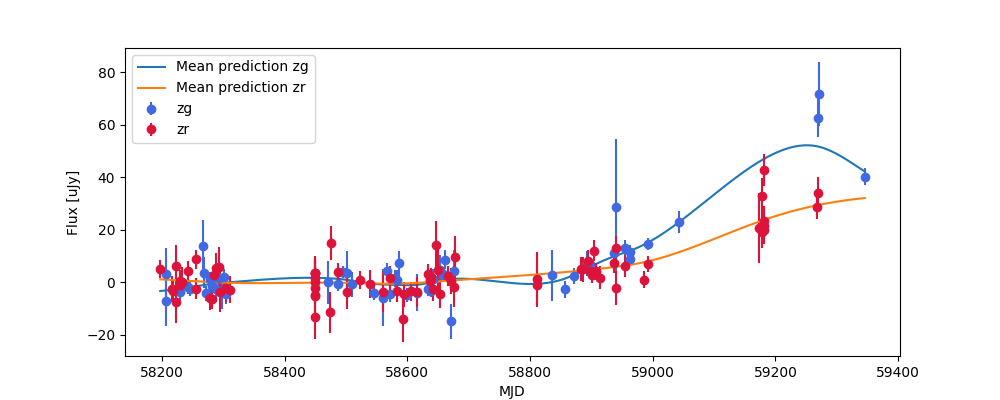 Mean prediction zg
Mean prediction zr
zg
zr
Flux [uJy]
80
60
40
20
0
−20
58200
58400
58600
58800
59000
59200
59400
MJD